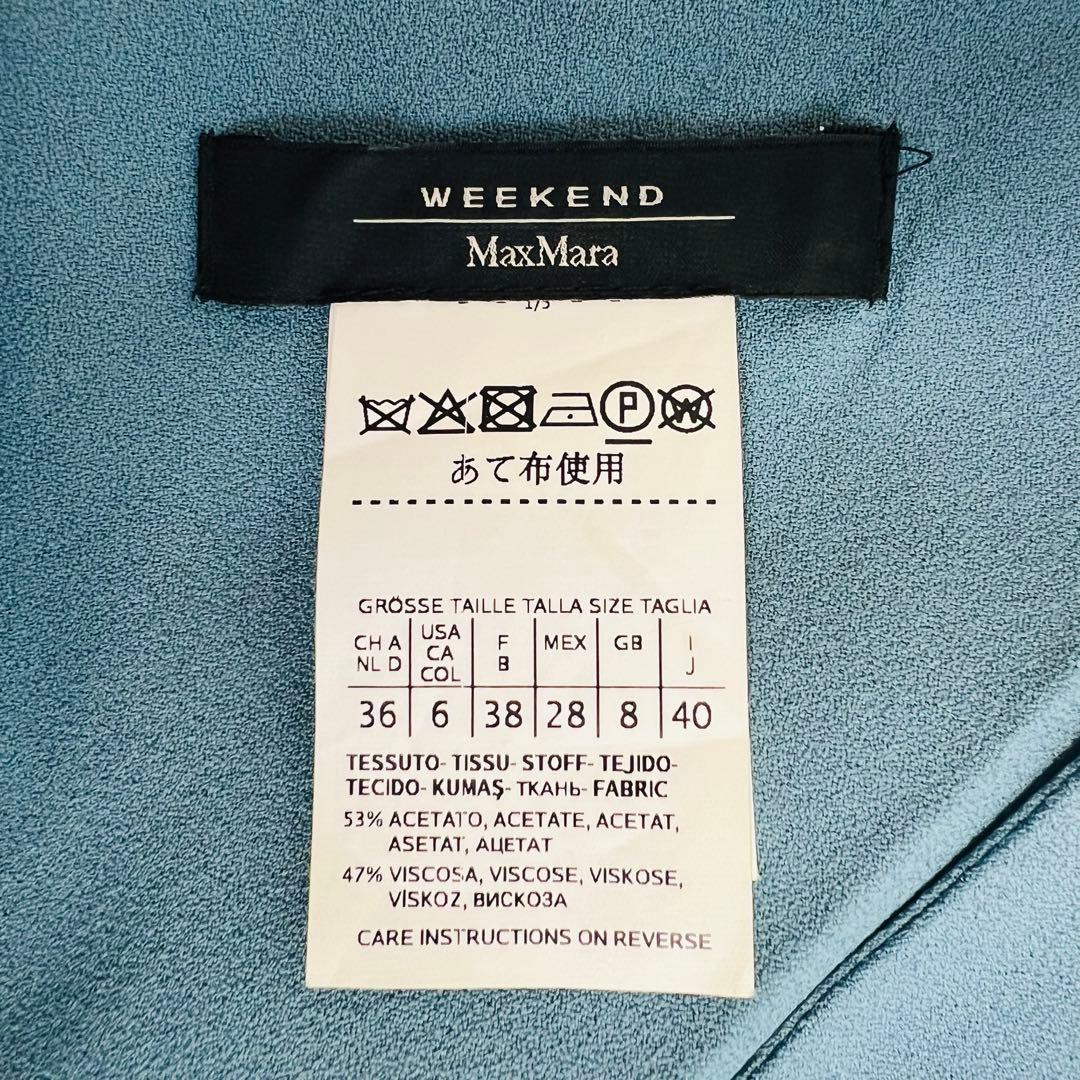 WEEKEND
MaxMara
1/5
P W
あて布使用
GRÖSSE TAILLE TALLA SIZE TAGLIA
CH A USA F MEX GB I
NL D CA B J
COL
36 6 38 28 8 40
TESSUTO- TISSU- STOFF- TEJIDO-
TECIDO- KUMAŞ- ТКАНЬ- FABRIC
53% ACETATO, ACETATE, ACETAT,
ASETAT, АЦЕТАТ
47% VISCOSA, VISCOSE, VISKOSE,
VİSKOZ, ВИСКОЗА
CARE INSTRUCTIONS ON REVERSE